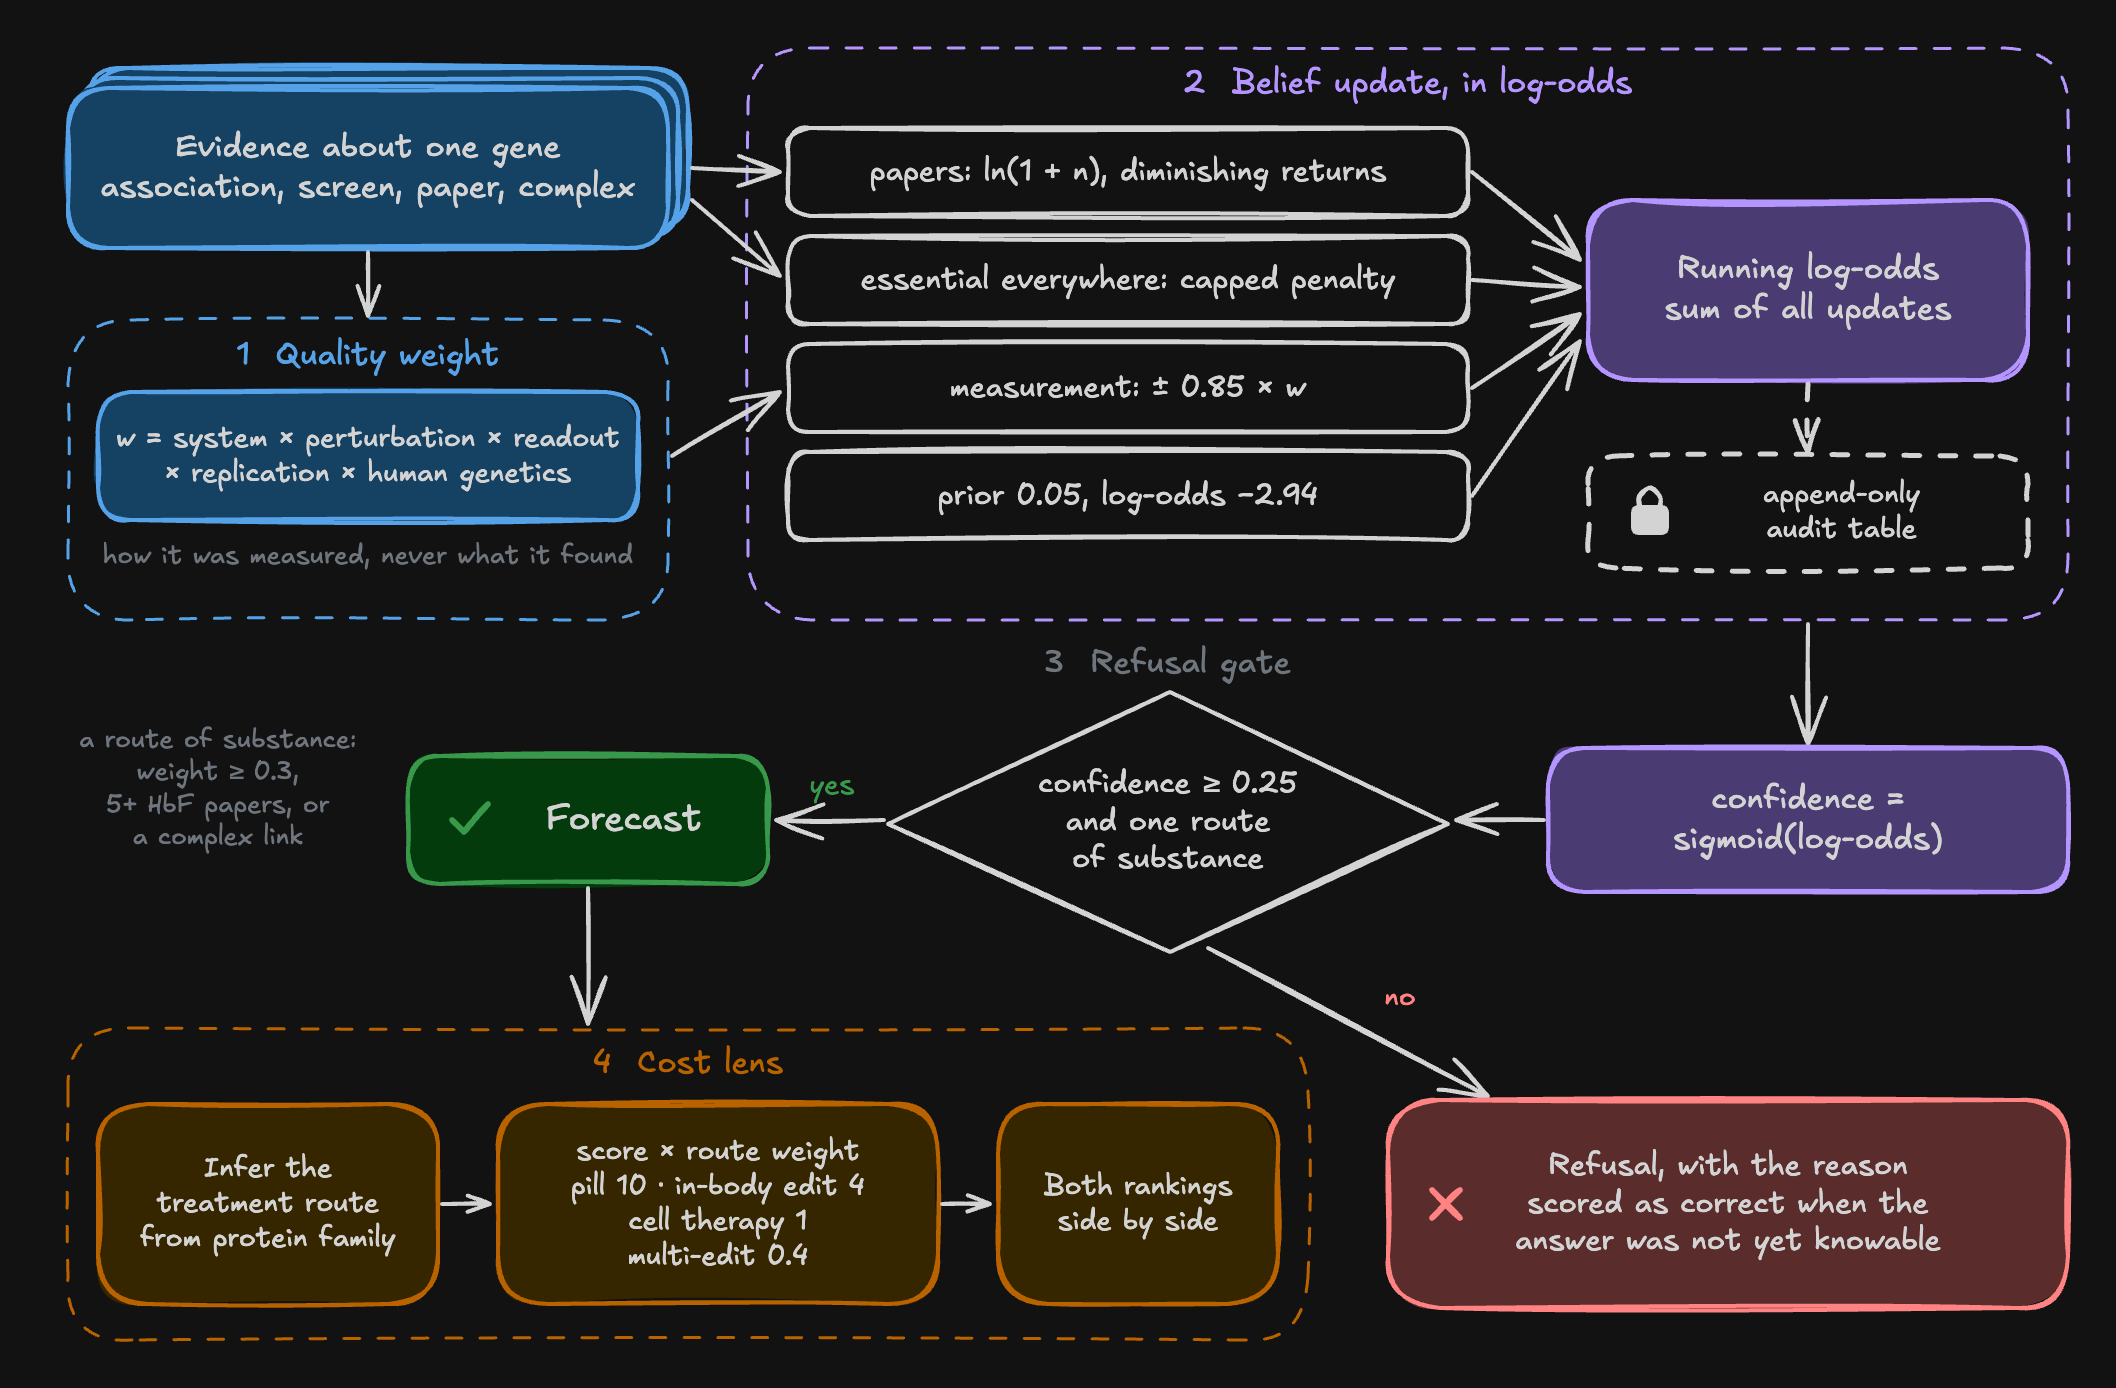 Evidence about one gene
association, screen, paper, complex
1 Quality weight
w = system × perturbation × readout
× replication × human genetics
how it was measured, never what it found
2 Belief update, in log-odds
papers: ln(1 + n), diminishing returns
essential everywhere: capped penalty
measurement: ± 0.85 × w
prior 0.05, log-odds −2.94
Running log-odds
sum of all updates
append-only
audit table
3 Refusal gate
confidence =
sigmoid(log-odds)
confidence ≥ 0.25
and one route
of substance
yes
Forecast
a route of substance:
weight ≥ 0.3,
5+ HbF papers, or
a complex link
no
4 Cost lens
Infer the
treatment route
from protein family
score × route weight
pill 10 · in-body edit 4
cell therapy 1
multi-edit 0.4
Both rankings
side by side
Refusal, with the reason
scored as correct when the
answer was not yet knowable